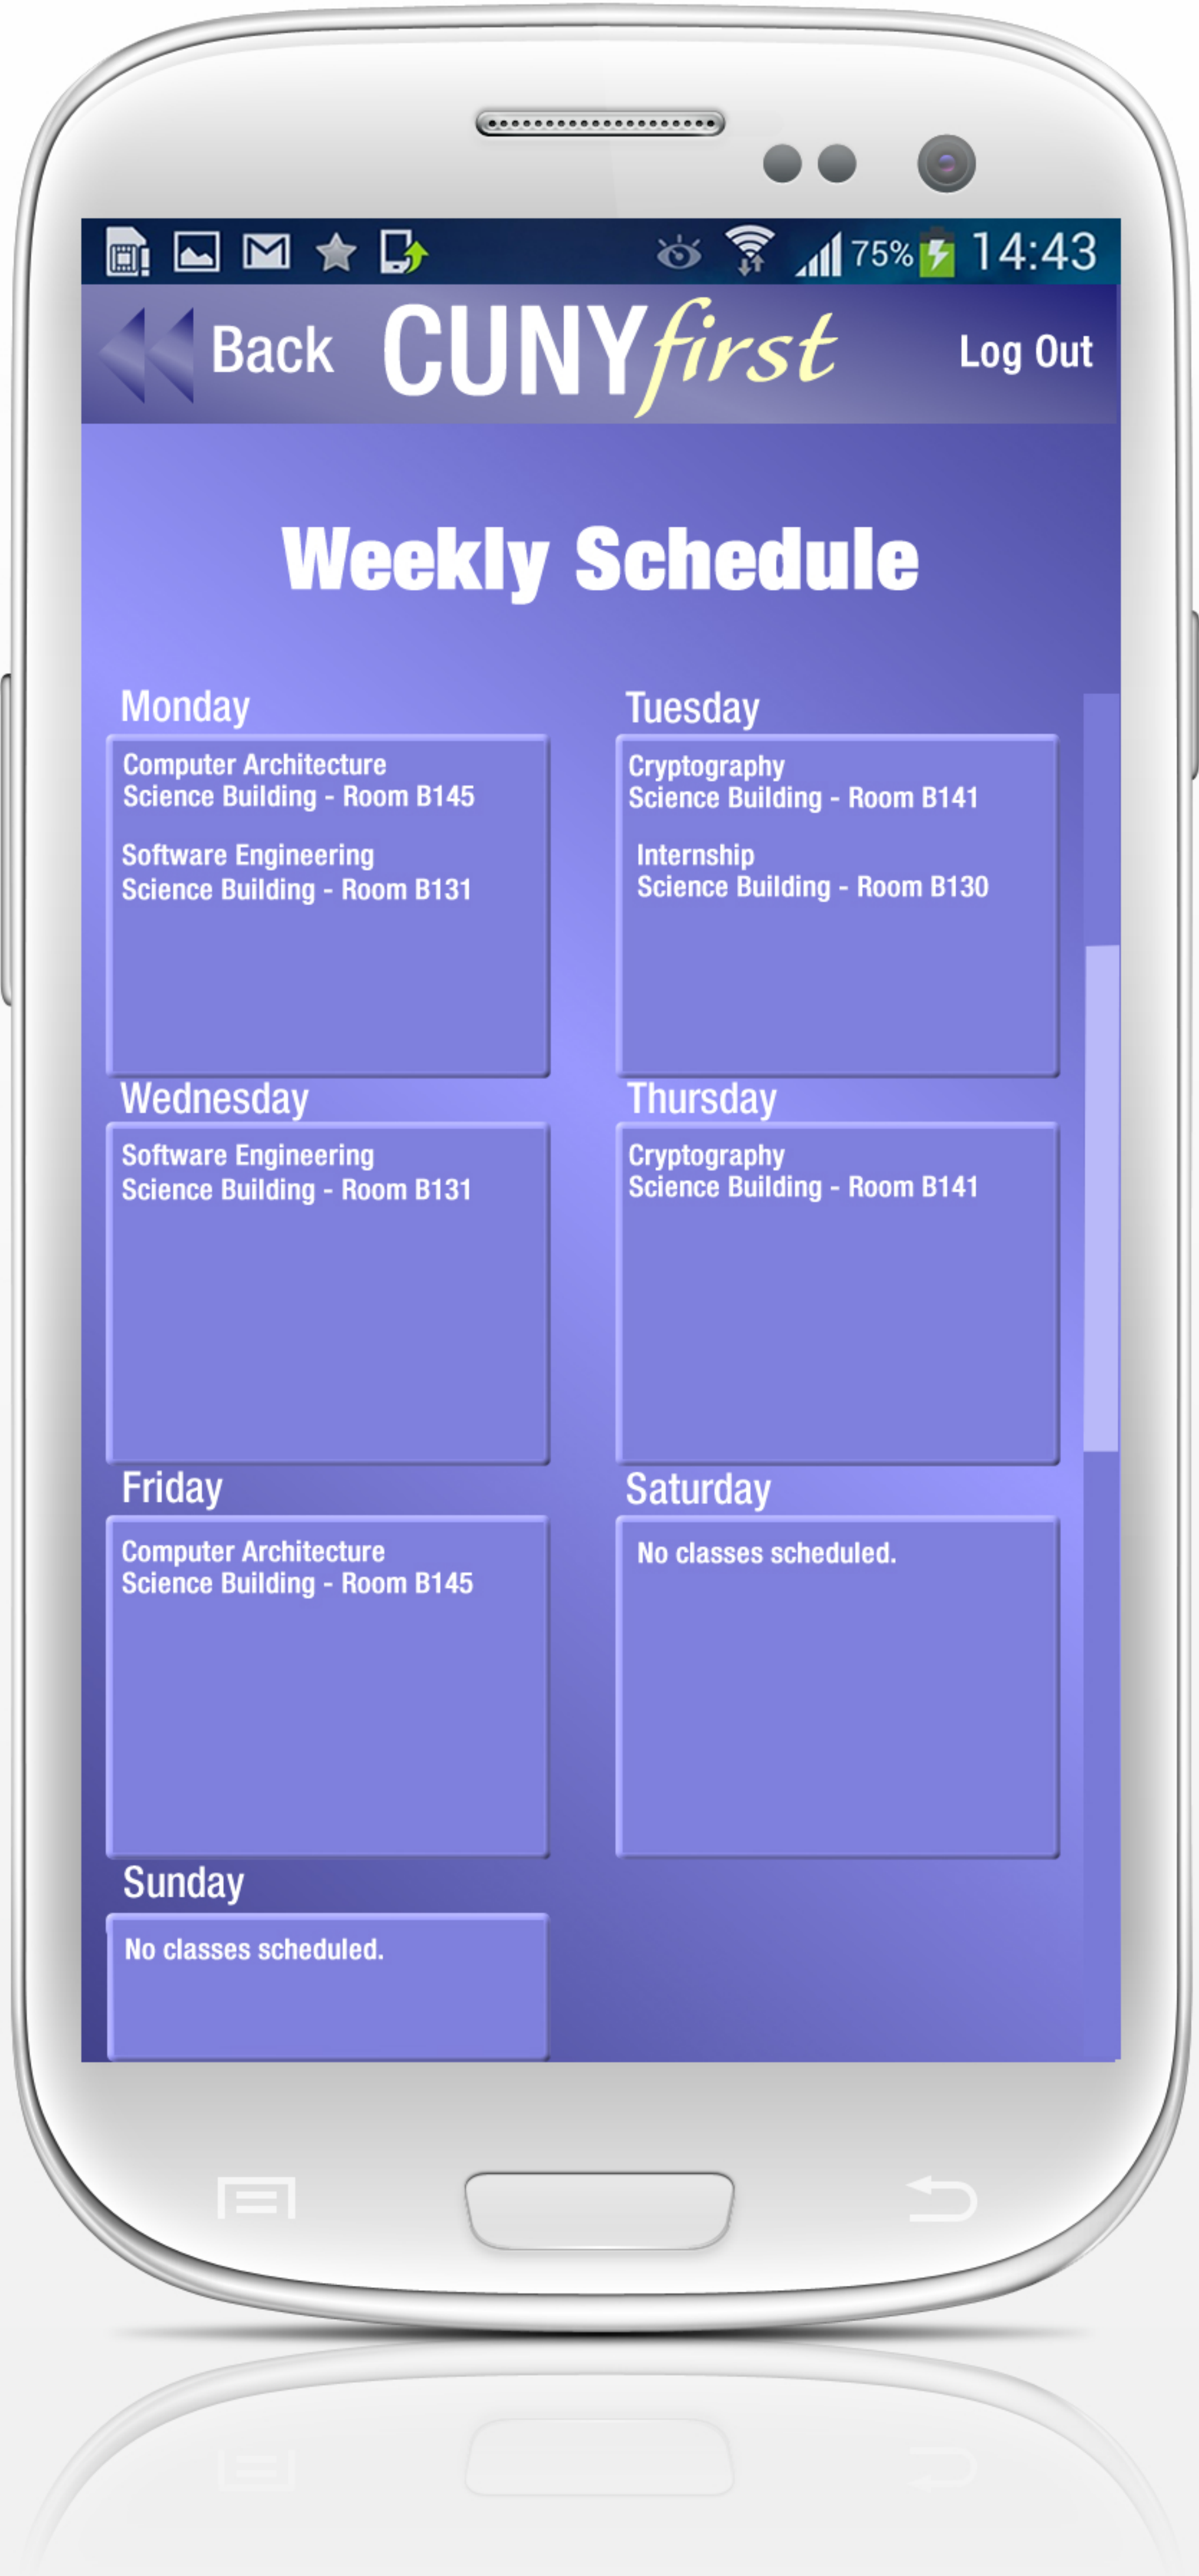 75% 14:43
Back CUNYfirst Log Out
Weekly Schedule
Monday
Computer Architecture
Science Building - Room B145
Software Engineering
Science Building - Room B131
Tuesday
Cryptography
Science Building - Room B141
Internship
Science Building - Room B130
Wednesday
Software Engineering
Science Building - Room B131
Thursday
Cryptography
Science Building - Room B141
Friday
Computer Architecture
Science Building - Room B145
Saturday
No classes scheduled.
Sunday
No classes scheduled.